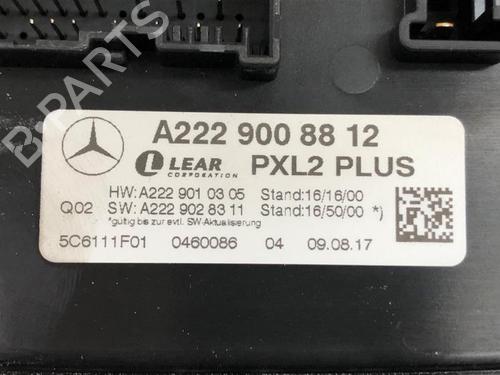 B-PARTS
A222 900 88 12
LEAR
CORPORATION
PXL2 PLUS
HW: A222 901 03 05 Stand: 16/16/00
Q02 SW: A222 902 83 11 Stand: 16/50/00 *)
*gültig bis zur evtl. SW-Aktualisierung
5C6111F01 0460086 04 09.08.17